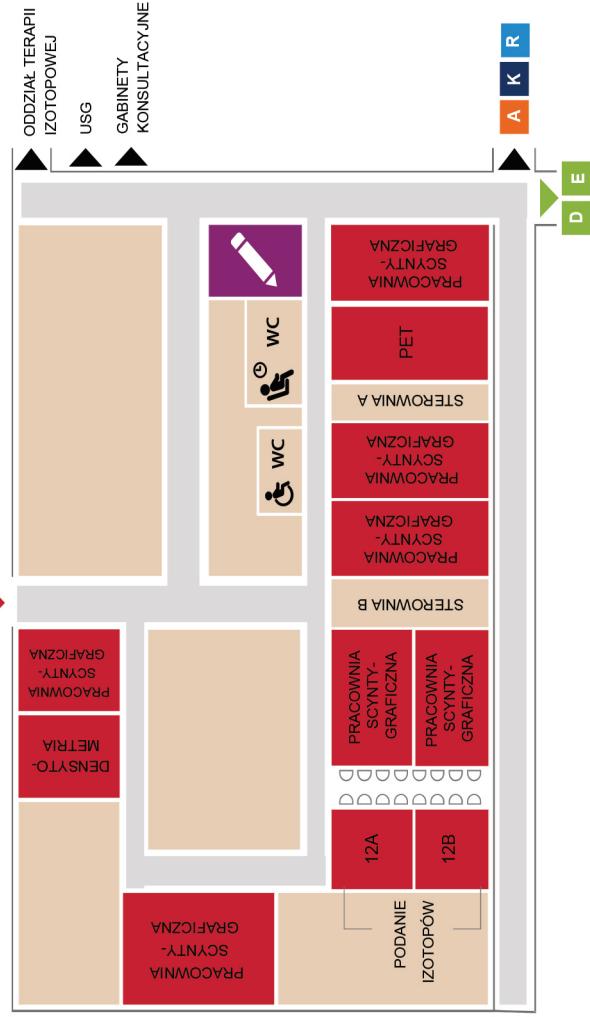 ODDZIAŁ TERAPII
IZOTOPOWEJ
USG
GABINETY
KONSULTACYJNE
A K R
D E
WC
WC
PRACOWNIA
SCYNTY-
GRAFICZNA
PET
STEROWNIA A
PRACOWNIA
SCYNTY-
GRAFICZNA
PRACOWNIA
SCYNTY-
GRAFICZNA
STEROWNIA B
PRACOWNIA
SCYNTY-
GRAFICZNA
PRACOWNIA
SCYNTY-
GRAFICZNA
PRACOWNIA
SCYNTY-
GRAFICZNA
DENSYTO-
METRIA
12A
12B
PODANIE
IZOTOPÓW
PRACOWNIA
SCYNTY-
GRAFICZNA